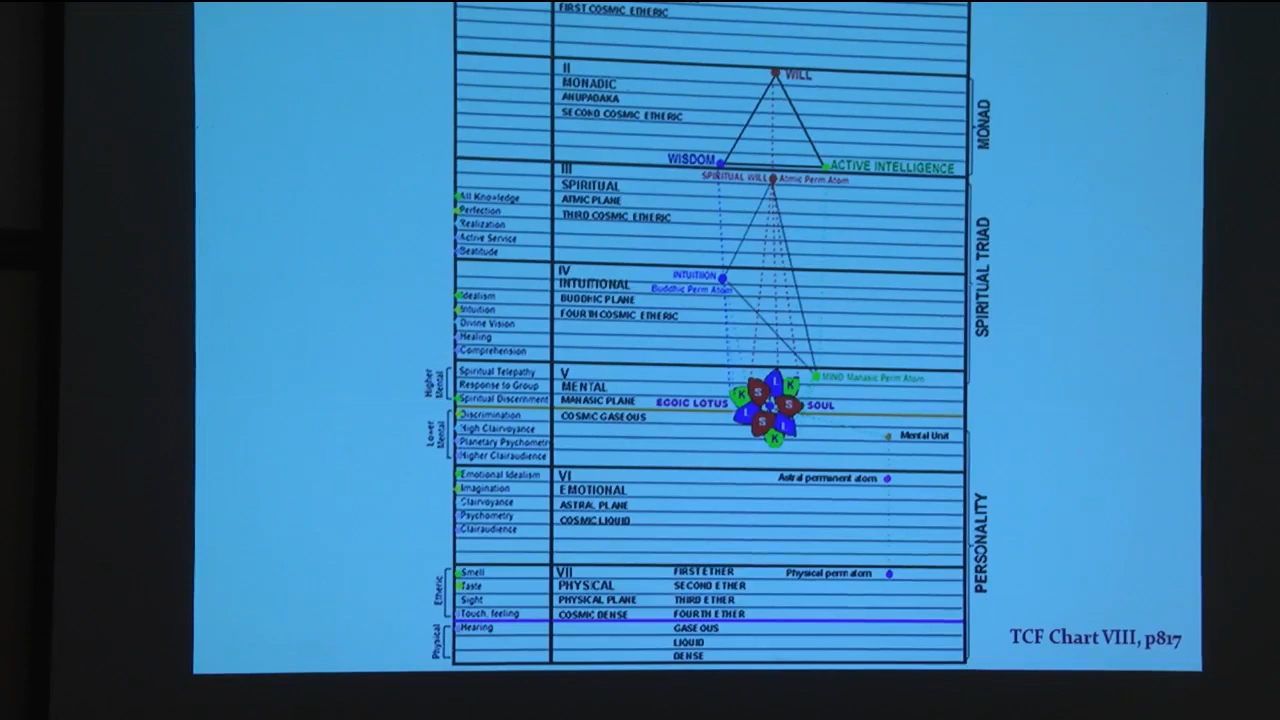 FIRST COSMIC ETHERIC
II
MONADIC
ANUPADAKA
SECOND COSMIC ETHERIC
WILL
WISDOM
ACTIVE INTELLIGENCE
MONAD
III
SPIRITUAL
ATMIC PLANE
THIRD COSMIC ETHERIC
SPIRITUAL WILL
Atmic Perm Atom
All Knowledge
Perfection
Realization
Active Service
Beatitude
SPIRITUAL TRIAD
IV
INTUITIONAL
BUDDHIC PLANE
FOURTH COSMIC ETHERIC
INTUITION
Buddhic Perm Atom
Idealism
Intuition
Divine Vision
Healing
Comprehension
Higher Mental
Spiritual Telepathy
Response to Group
Spiritual Discernment
V
MENTAL
MANASIC PLANE
COSMIC GASEOUS
MIND Manasic Perm Atom
EGOIC LOTUS
SOUL
L
K
S
K
S
L
S
L
K
Lower Mental
Discrimination
High Clairvoyance
Planetary Psychometry
Higher Clairaudience
Mental Unit
Emotional Idealism
Imagination
Clairvoyance
Psychometry
Clairaudience
VI
EMOTIONAL
ASTRAL PLANE
COSMIC LIQUID
Astral permanent atom
PERSONALITY
Etheric
Smell
Taste
Sight
Touch, feeling
Physical
Hearing
VII
PHYSICAL
PHYSICAL PLANE
COSMIC DENSE
FIRST ETHER
SECOND ETHER
THIRD ETHER
FOURTH ETHER
GASEOUS
LIQUID
DENSE
Physical perm atom
TCF Chart VIII, p817